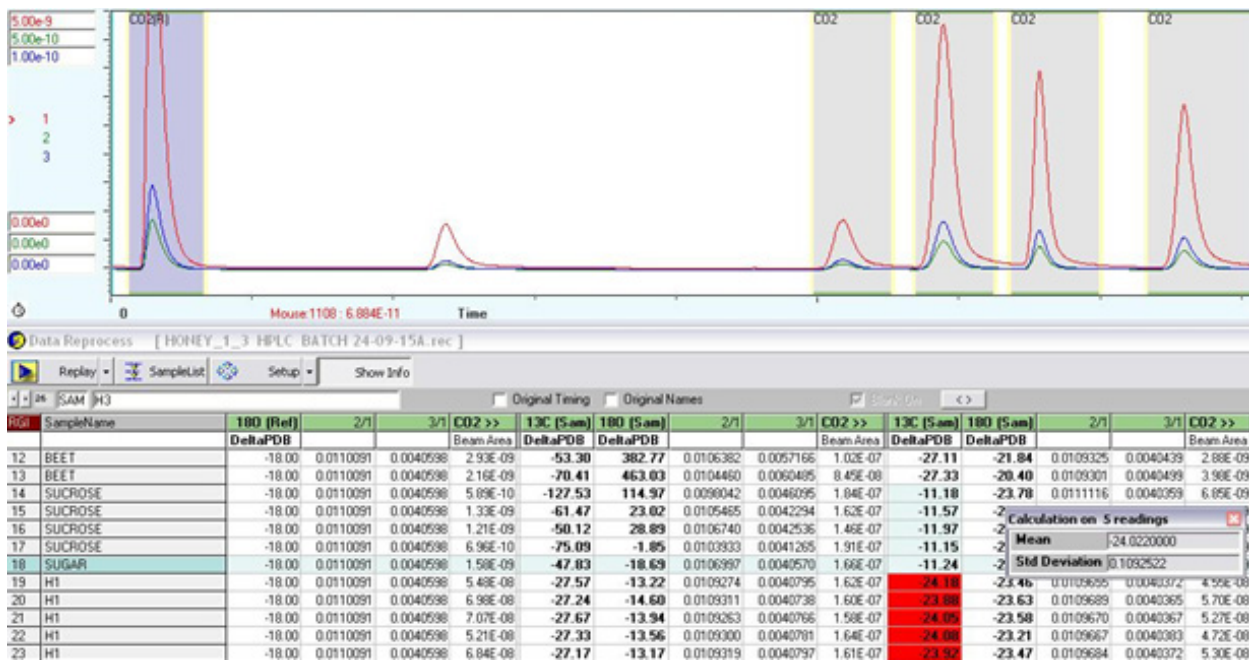 5.00e-9
CO2(R) CO2 CO2 CO2 CO2
5.00e-10
1.00e-10
> 1
2
3
0.00e0
0.00e0
0.00e0
0 Mouse:1108 : 6.884E-11 Time
Data Reprocess [ HONEY_1_3 HPLC BATCH 24-09-15A.rec ]
Replay SampleList Setup Show Info
26 SAM H3 Original Timing Original Names < >
RGI SampleName 18O (Ref) 2/1 3/1 CO2 >> 13C (Sam) 18O (Sam) 2/1 3/1 CO2 >> 13C (Sam) 18O (Sam) 2/1 3/1 CO2 >>
DeltaPDB Beam Area DeltaPDB DeltaPDB Beam Area DeltaPDB DeltaPDB Beam Area
12 BEET -18.00 0.0110091 0.0040598 2.93E-09 -53.30 382.77 0.0106382 0.0057166 1.02E-07 -27.11 -21.84 0.0109325 0.0040439 2.88E-09
13 BEET -18.00 0.0110091 0.0040598 2.16E-09 -70.41 463.03 0.0104460 0.0060485 8.45E-08 -27.33 -20.40 0.0109301 0.0040499 3.98E-09
14 SUCROSE -18.00 0.0110091 0.0040598 5.89E-10 -127.53 114.97 0.0098042 0.0046095 1.84E-07 -11.18 -23.78 0.0111116 0.0040359 6.85E-09
15 SUCROSE -18.00 0.0110091 0.0040598 1.33E-09 -61.47 23.02 0.0105465 0.0042294 1.62E-07 -11.57 -2
Calculation on 5 readings
16 SUCROSE -18.00 0.0110091 0.0040598 1.21E-09 -50.12 28.89 0.0106740 0.0042536 1.46E-07 -11.97 -2
Mean -24.0220000
17 SUCROSE -18.00 0.0110091 0.0040598 6.96E-10 -75.09 -1.85 0.0103933 0.0041265 1.91E-07 -11.15 -2
Std Deviation 0.1092522
18 SUGAR -18.00 0.0110091 0.0040598 1.58E-09 -47.83 -18.69 0.0106997 0.0040570 1.66E-07 -11.24 -2
19 H1 -18.00 0.0110091 0.0040598 5.48E-08 -27.57 -13.22 0.0109274 0.0040795 1.62E-07 -24.18 -23.46 0.0109655 0.0040372 4.55E-08
20 H1 -18.00 0.0110091 0.0040598 6.98E-08 -27.24 -14.60 0.0109311 0.0040738 1.60E-07 -23.88 -23.63 0.0109689 0.0040365 5.70E-08
21 H1 -18.00 0.0110091 0.0040598 7.07E-08 -27.67 -13.94 0.0109263 0.0040766 1.58E-07 -24.05 -23.58 0.0109670 0.0040367 5.27E-08
22 H1 -18.00 0.0110091 0.0040598 5.21E-08 -27.33 -13.56 0.0109300 0.0040781 1.64E-07 -24.08 -23.21 0.0109667 0.0040383 4.72E-08
23 H1 -18.00 0.0110091 0.0040598 6.84E-08 -27.17 -13.17 0.0109319 0.0040797 1.61E-07 -23.92 -23.47 0.0109684 0.0040372 5.30E-08